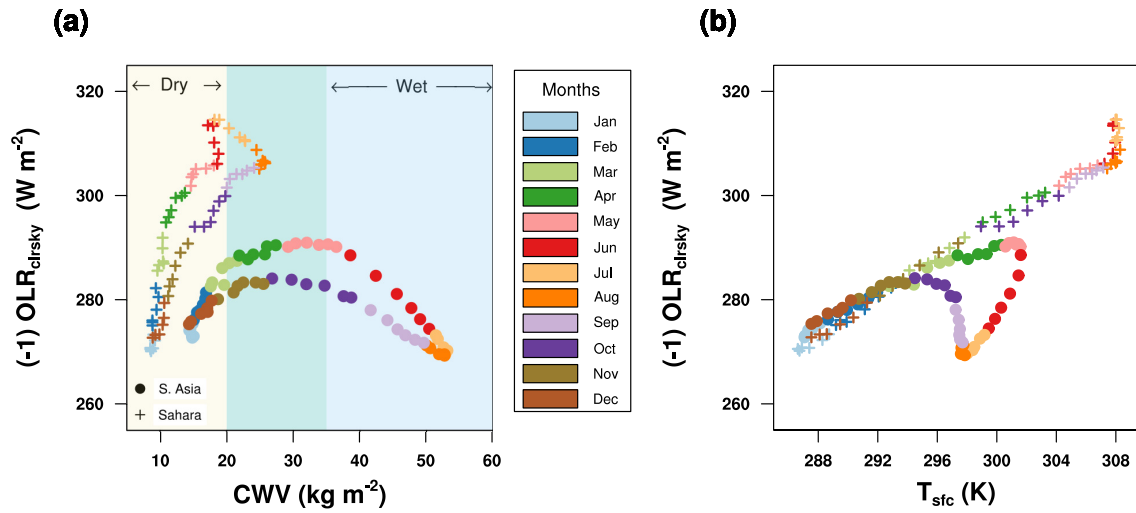 (a)
(b)
(-1) OLRclrsky (W m-2)
320
300
280
260
Dry
Wet
S. Asia
Sahara
10 20 30 40 50 60
CWV (kg m-2)
Months
Jan
Feb
Mar
Apr
May
Jun
Jul
Aug
Sep
Oct
Nov
Dec
(-1) OLRclrsky (W m-2)
320
300
280
260
288 292 296 300 304 308
Tsfc (K)